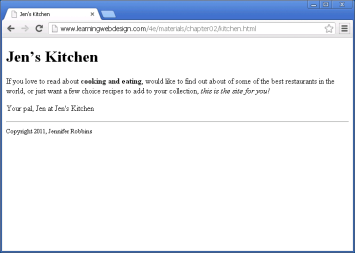 Jen's Kitchen
www.learningwebdesign.com/4e/materials/chapter02/kitchen.html
Jen's Kitchen
If you love to read about cooking and eating, would like to find out about of some of the best restaurants in the
world, or just want a few choice recipes to add to your collection, this is the site for you!
Your pal, Jen at Jen's Kitchen
Copyright 2011, Jennifer Robbins